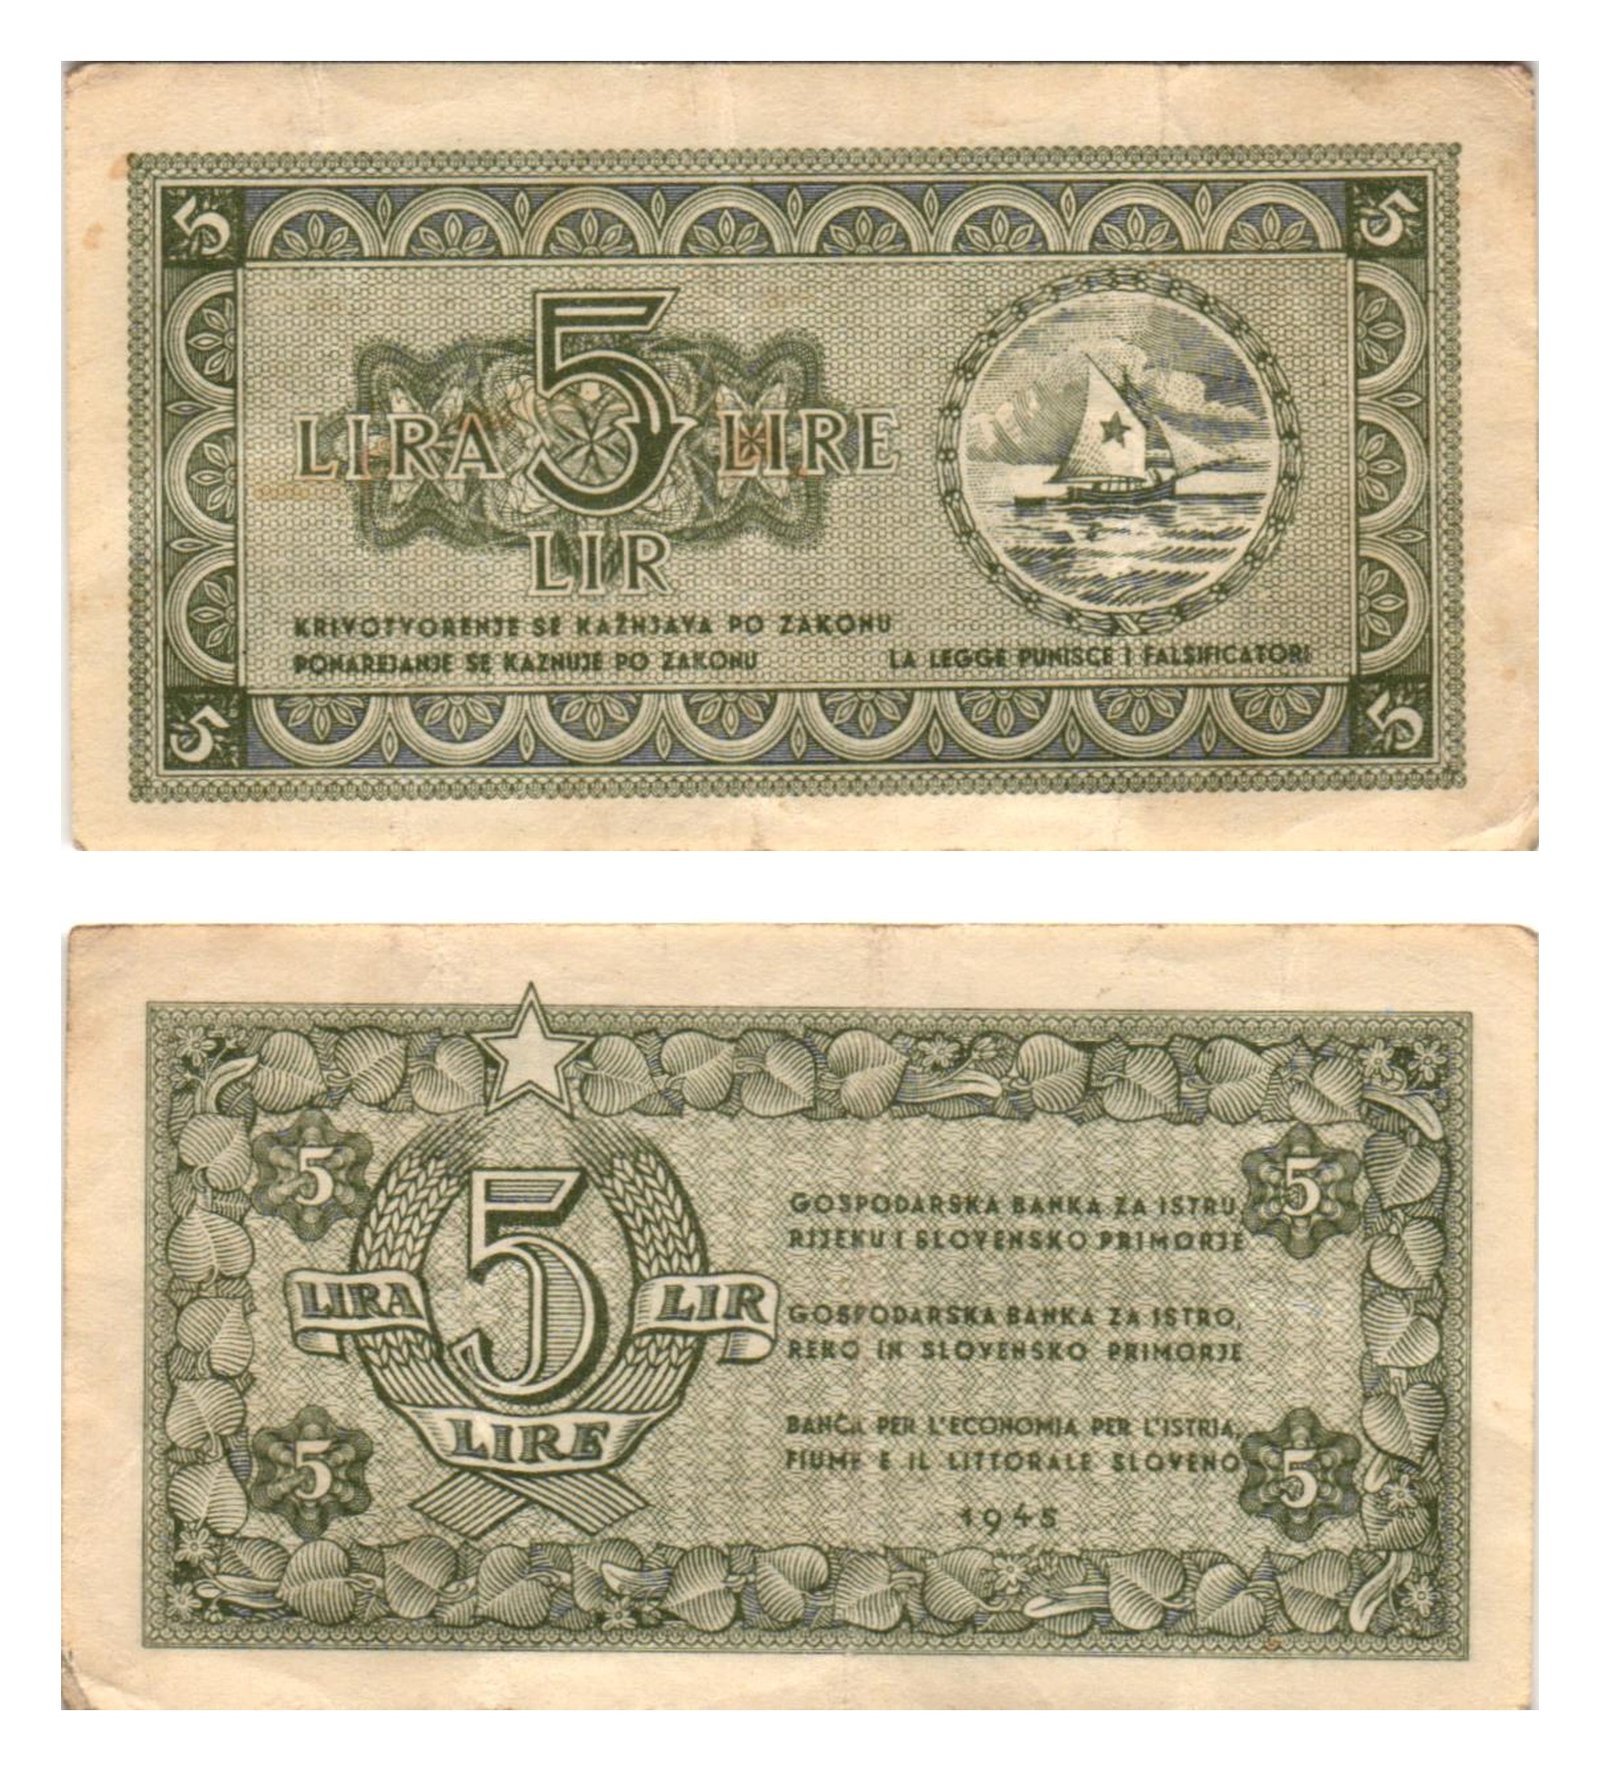 5 5
LIRA 5 LIRE
LIR
KRIVOTVORENJE SE KAŽNJAVA PO ZAKONU
PONAREJANJE SE KAZNUJE PO ZAKONU
LA LEGGE PUNISCE I FALSIFICATORI
5 5
5 5
5
LIRA LIR
LIRE
GOSPODARSKA BANKA ZA ISTRU,
RIJEKU I SLOVENSKO PRIMORJE
GOSPODARSKA BANKA ZA ISTRO,
REKO IN SLOVENSKO PRIMORJE
BANCA PER L'ECONOMIA PER L'ISTRIA,
FIUME E IL LITTORALE SLOVENO
1945
5 5